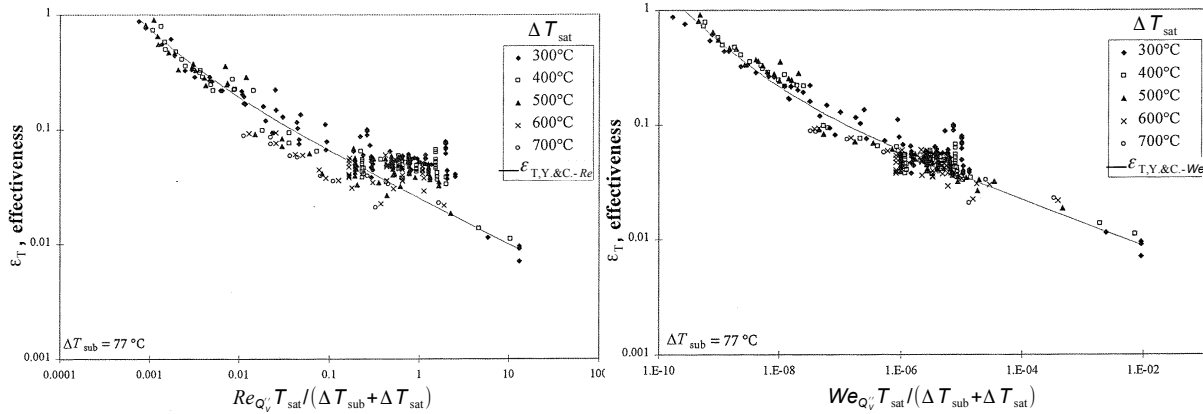 1
0.1
0.01
0.001
ε_T, effectiveness
ΔT_sat
300°C
400°C
500°C
600°C
700°C
ε_T,Y.&C.-Re
ΔT_sub = 77 °C
0.0001
0.001
0.01
0.1
1
10
Re_Q''_v T_sat/(ΔT_sub+ΔT_sat)
1
0.1
0.01
0.001
ε_T, effectiveness
ΔT_sat
300°C
400°C
500°C
600°C
700°C
ε_T,Y.&C.-We
ΔT_sub = 77 °C
1.E-10
1.E-08
1.E-06
1.E-04
1.E-02
We_Q''_v T_sat/(ΔT_sub+ΔT_sat)